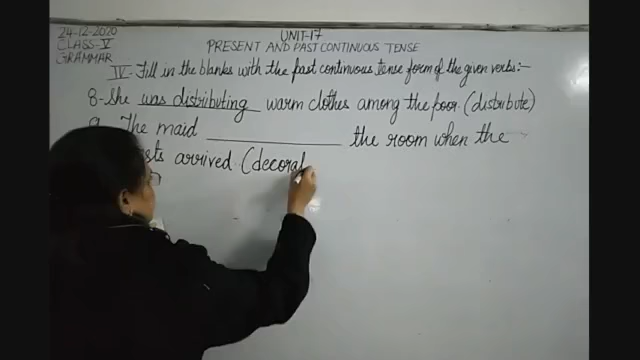 24-12-2020
CLASS-V
GRAMMAR
UNIT-17
PRESENT AND PAST CONTINUOUS TENSE
IV- Fill in the blanks with the past continuous tense form of the given verbs:-
8- She was distributing warm clothes among the poor. (distribute)
9- The maid ____________ the room when the
arrived (decorat